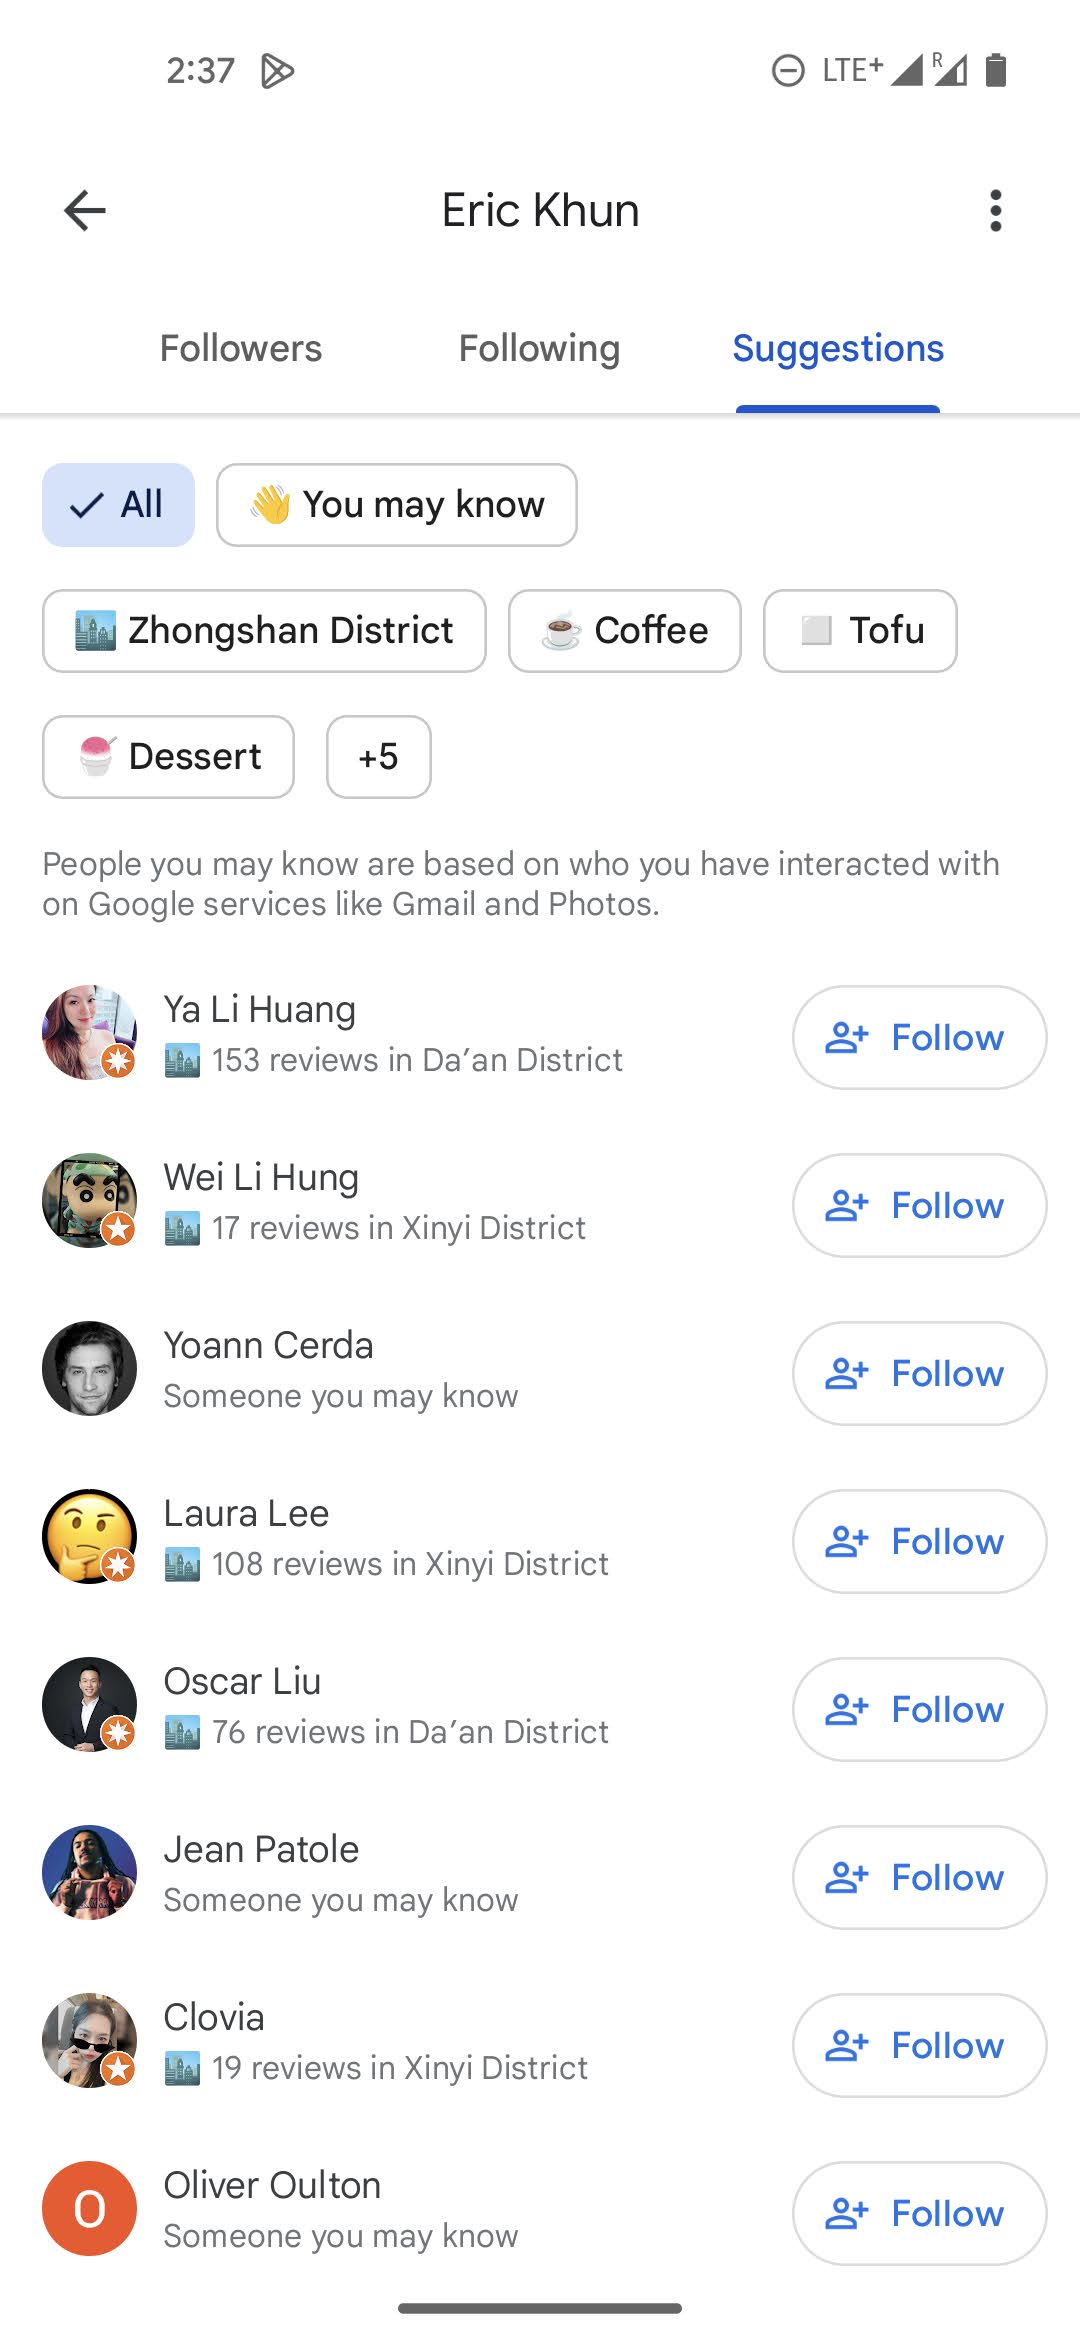 2:37 LTE+ R
Eric Khun
Followers Following Suggestions
All 👋 You may know
🏙️ Zhongshan District ☕ Coffee ⬜ Tofu
🍧 Dessert +5
People you may know are based on who you have interacted with
on Google services like Gmail and Photos.
Ya Li Huang
🏙️ 153 reviews in Da′an District
Follow
Wei Li Hung
🏙️ 17 reviews in Xinyi District
Follow
Yoann Cerda
Someone you may know
Follow
Laura Lee
🏙️ 108 reviews in Xinyi District
Follow
Oscar Liu
🏙️ 76 reviews in Da′an District
Follow
Jean Patole
Someone you may know
Follow
Clovia
🏙️ 19 reviews in Xinyi District
Follow
O
Oliver Oulton
Someone you may know
Follow